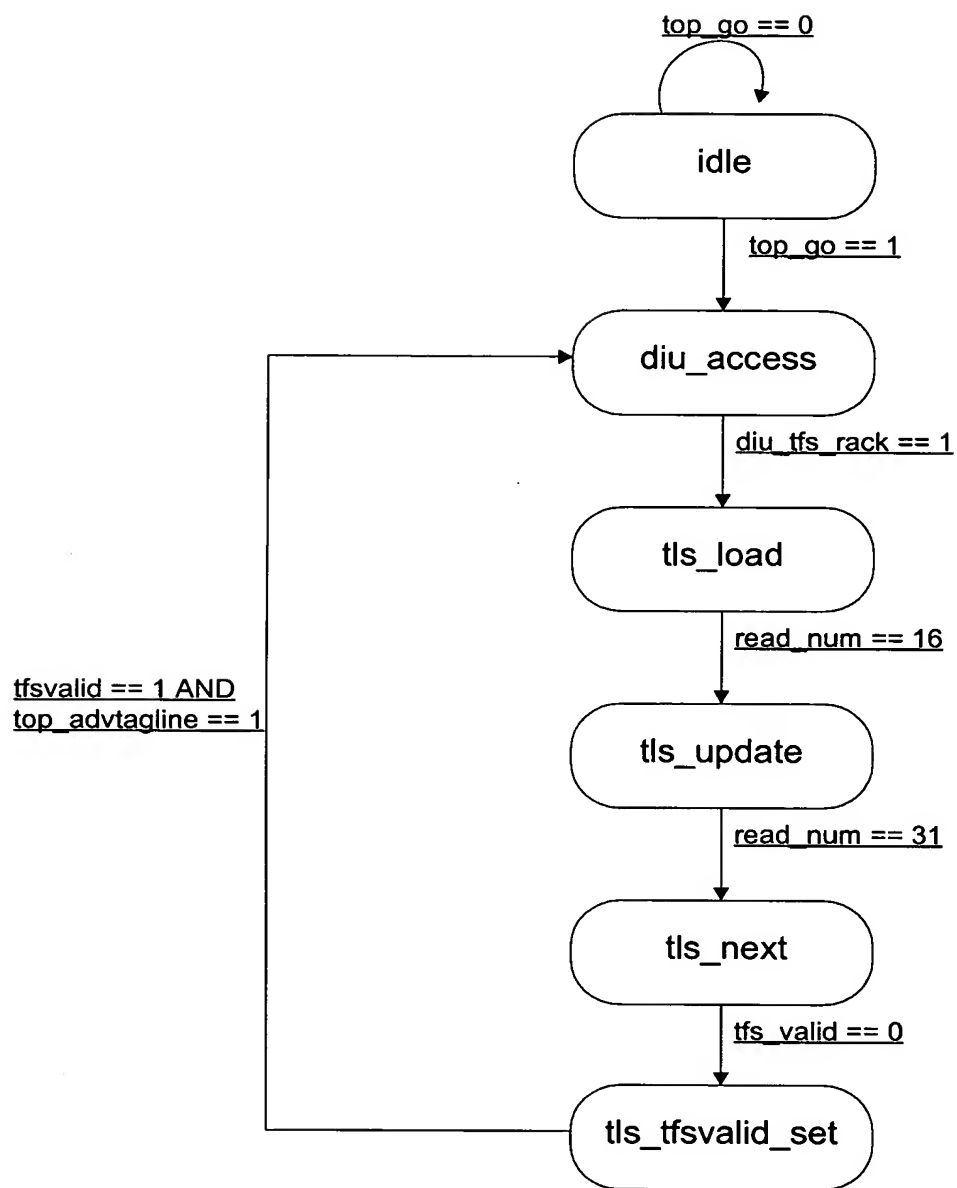 top_go == 0
idle
top_go == 1
diu_access
diu_tfs_rack == 1
tls_load
read_num == 16
tfsvalid == 1 AND
top_advtagline == 1
tls_update
read_num == 31
tls_next
tfs_valid == 0
tls_tfsvalid_set